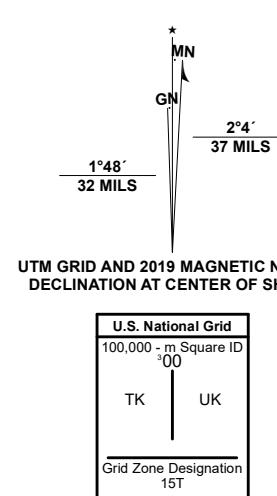 ★
MN
GN
2°4´
37 MILS
1°48´
32 MILS
UTM GRID AND 2019 MAGNETIC N
DECLINATION AT CENTER OF SH
U.S. National Grid
100,000 - m Square ID
³00
TK UK
Grid Zone Designation
15T